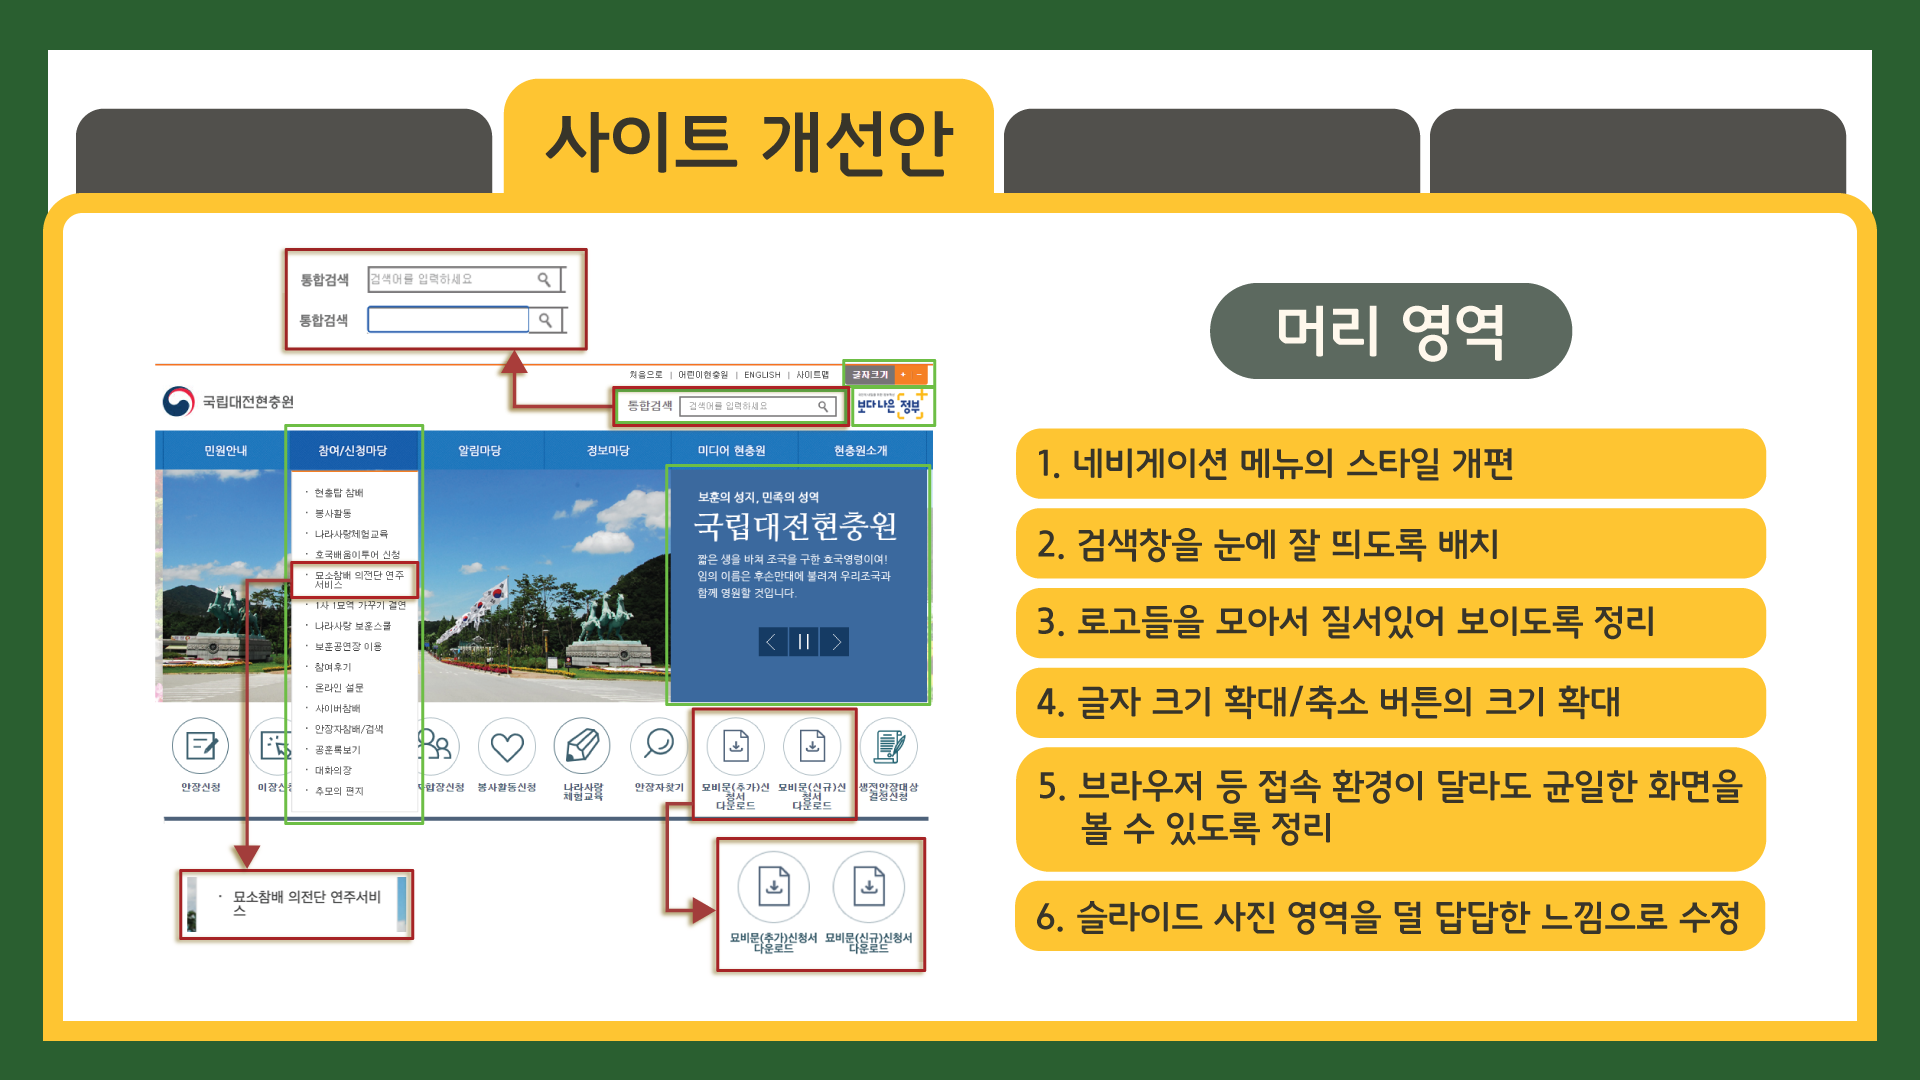 사이트 개선안
통합검색 검색어를 입력하세요
통합검색
처음으로 | 어린이현충원 | ENGLISH | 사이트맵 글자크기 + -
국립대전현충원
통합검색 검색어를 입력하세요
보다나은 정부
민원안내 참여/신청마당 알림마당 정보마당 미디어 현충원 현충원소개
· 현충탑 참배
· 봉사활동
· 나라사랑체험교육
· 호국배움이투어 신청
· 묘소참배 의전단 연주
서비스
· 1사 1묘역 가꾸기 결연
· 나라사랑 보훈스쿨
· 보훈공연장 이용
· 참여후기
· 온라인 설문
· 사이버참배
· 안장자참배/검색
· 공훈록보기
· 대화의장
· 추모의 편지
보훈의 성지, 민족의 성역
국립대전현충원
짧은 생을 바쳐 조국을 구한 호국영령이여!
임의 이름은 후손만대에 불려져 우리조국과
함께 영원할 것입니다.
안장신청
이장신
합장신청
봉사활동신청
나라사랑
체험교육
안장자찾기
묘비문(추가)신
청서
다운로드
묘비문(신규)신
청서
다운로드
생전안장대상
결정신청
· 묘소참배 의전단 연주서비
스
묘비문(추가)신청서
다운로드
묘비문(신규)신청서
다운로드
머리 영역
1. 네비게이션 메뉴의 스타일 개편
2. 검색창을 눈에 잘 띄도록 배치
3. 로고들을 모아서 질서있어 보이도록 정리
4. 글자 크기 확대/축소 버튼의 크기 확대
5. 브라우저 등 접속 환경이 달라도 균일한 화면을
볼 수 있도록 정리
6. 슬라이드 사진 영역을 덜 답답한 느낌으로 수정